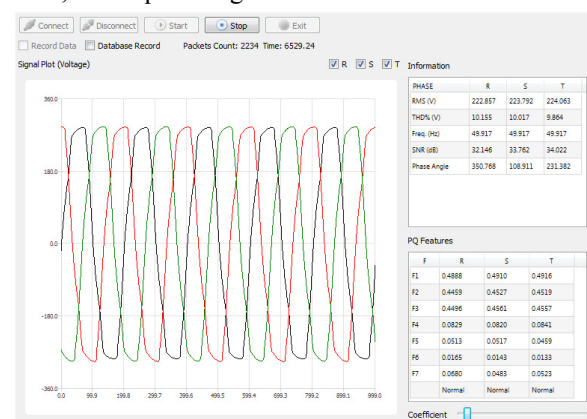 Connect Disconnect Start Stop Exit
Record Data Database Record Packets Count: 2234 Time: 6529.24
Signal Plot (Voltage) R S T Information
PHASE R S T
RMS (V) 222.857 223.792 224.063
THD% (V) 10.155 10.017 9.864
Freq. (Hz) 49.917 49.917 49.917
SNR (dB) 32.146 33.762 34.022
Phase Angle 350.768 108.911 231.382
360.0
180.0
0.0
-180.0
-360.0
0.0 99.9 199.8 299.7 399.6 499.5 599.4 699.3 799.2 899.1 999.0
PQ Features
F R S T
F1 0.4888 0.4910 0.4916
F2 0.4459 0.4527 0.4519
F3 0.4496 0.4561 0.4557
F4 0.0829 0.0820 0.0841
F5 0.0513 0.0517 0.0459
F6 0.0165 0.0143 0.0133
F7 0.0680 0.0483 0.0523
Normal Normal Normal
Coefficient